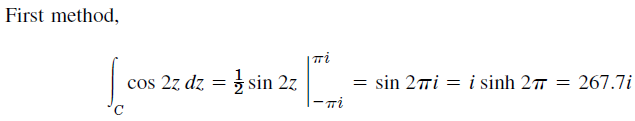 First method,
∫_C cos 2z dz = ½ sin 2z |_{−πi}^{πi} = sin 2πi = i sinh 2π = 267.7i